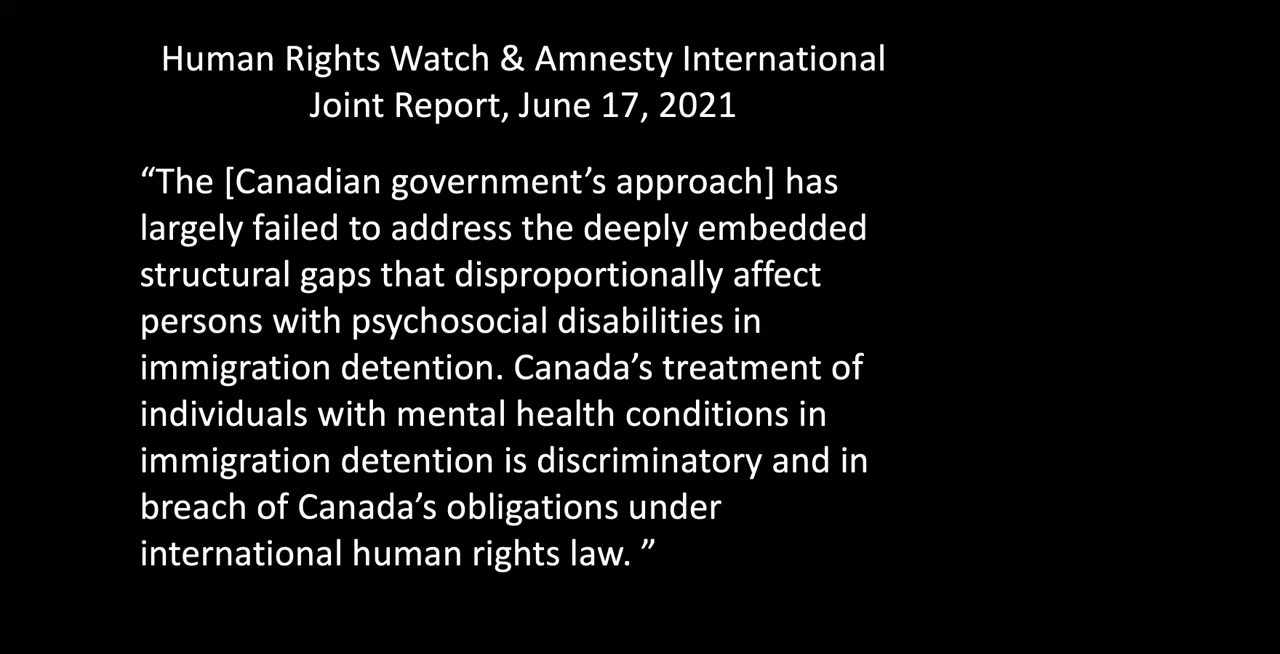 Human Rights Watch & Amnesty International
Joint Report, June 17, 2021
“The [Canadian government’s approach] has
largely failed to address the deeply embedded
structural gaps that disproportionally affect
persons with psychosocial disabilities in
immigration detention. Canada’s treatment of
individuals with mental health conditions in
immigration detention is discriminatory and in
breach of Canada’s obligations under
international human rights law. ”